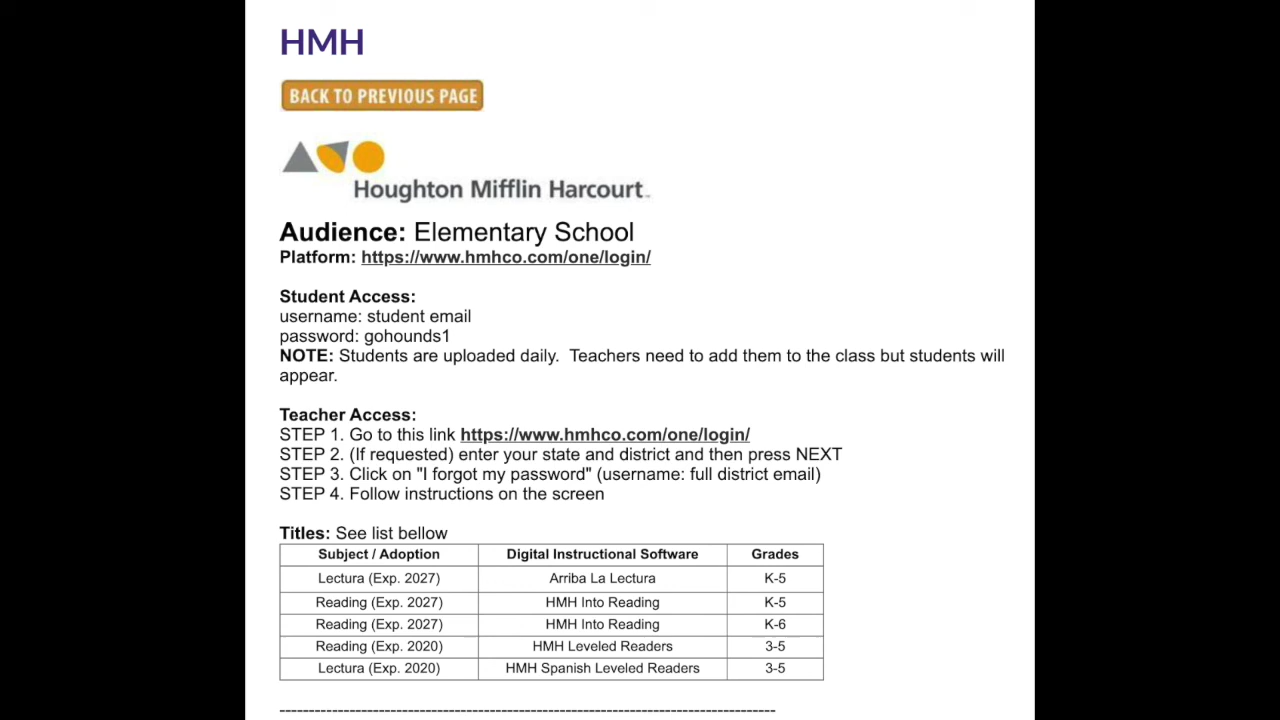 HMH
BACK TO PREVIOUS PAGE
Houghton Mifflin Harcourt™
Audience: Elementary School
Platform: https://www.hmhco.com/one/login/
Student Access:
username: student email
password: gohounds1
NOTE: Students are uploaded daily.  Teachers need to add them to the class but students will
appear.
Teacher Access:
STEP 1. Go to this link https://www.hmhco.com/one/login/
STEP 2. (If requested) enter your state and district and then press NEXT
STEP 3. Click on "I forgot my password" (username: full district email)
STEP 4. Follow instructions on the screen
Titles: See list bellow
Subject / Adoption Digital Instructional Software Grades
Lectura (Exp. 2027) Arriba La Lectura K-5
Reading (Exp. 2027) HMH Into Reading K-5
Reading (Exp. 2027) HMH Into Reading K-6
Reading (Exp. 2020) HMH Leveled Readers 3-5
Lectura (Exp. 2020) HMH Spanish Leveled Readers 3-5
-------------------------------------------------------------------------------------